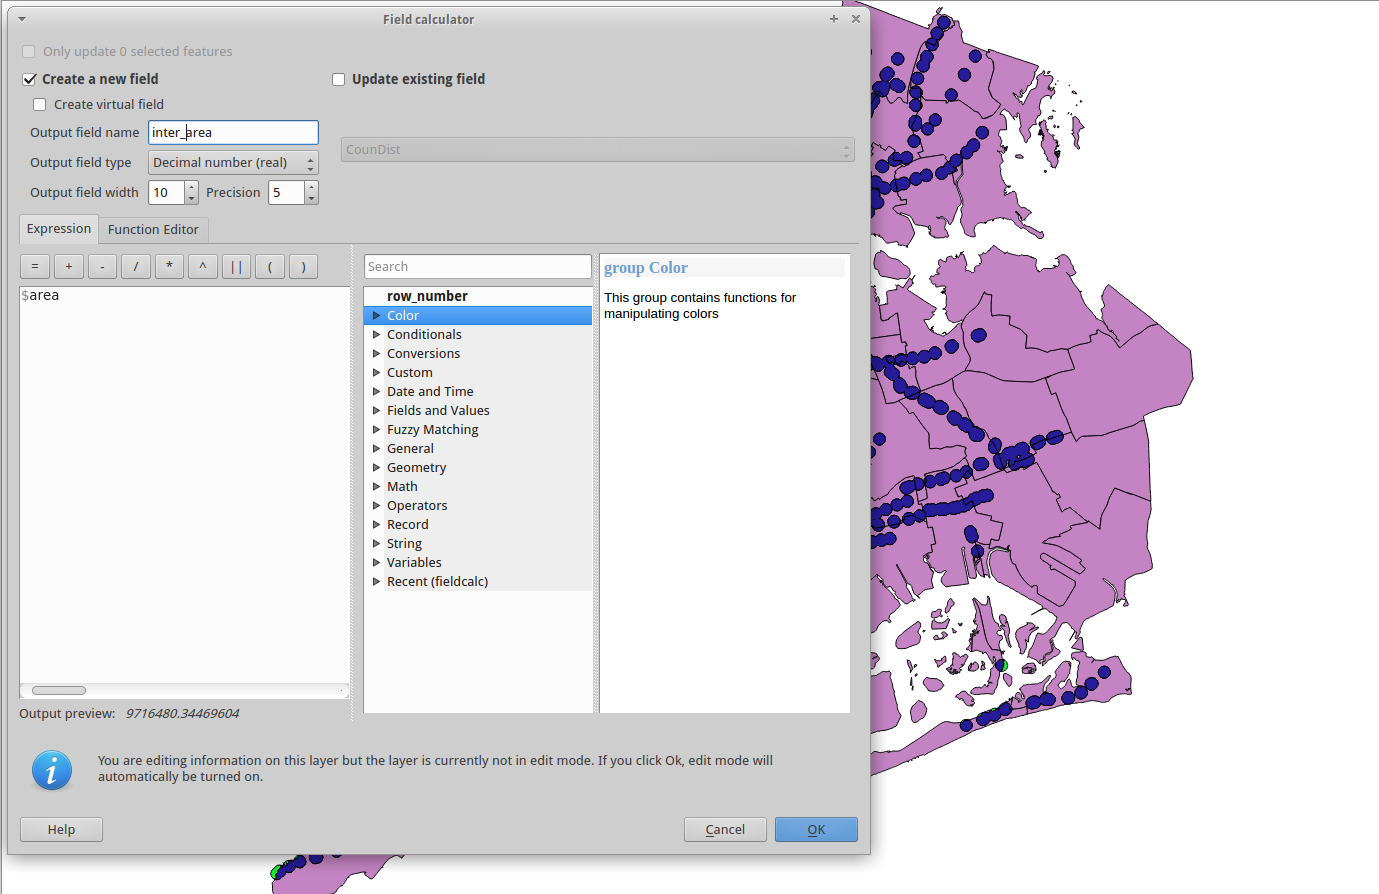 Field calculator
Only update 0 selected features
Create a new field
Update existing field
Create virtual field
Output field name inter_area
CounDist
Output field type Decimal number (real)
Output field width 10 Precision 5
Expression Function Editor
= + - / * ^ || ( )
Search
group Color
$area
row_number
This group contains functions for
manipulating colors
Color
Conditionals
Conversions
Custom
Date and Time
Fields and Values
Fuzzy Matching
General
Geometry
Math
Operators
Record
String
Variables
Recent (fieldcalc)
Output preview: 9716480.34469604
You are editing information on this layer but the layer is currently not in edit mode. If you click Ok, edit mode will
automatically be turned on.
Help Cancel OK